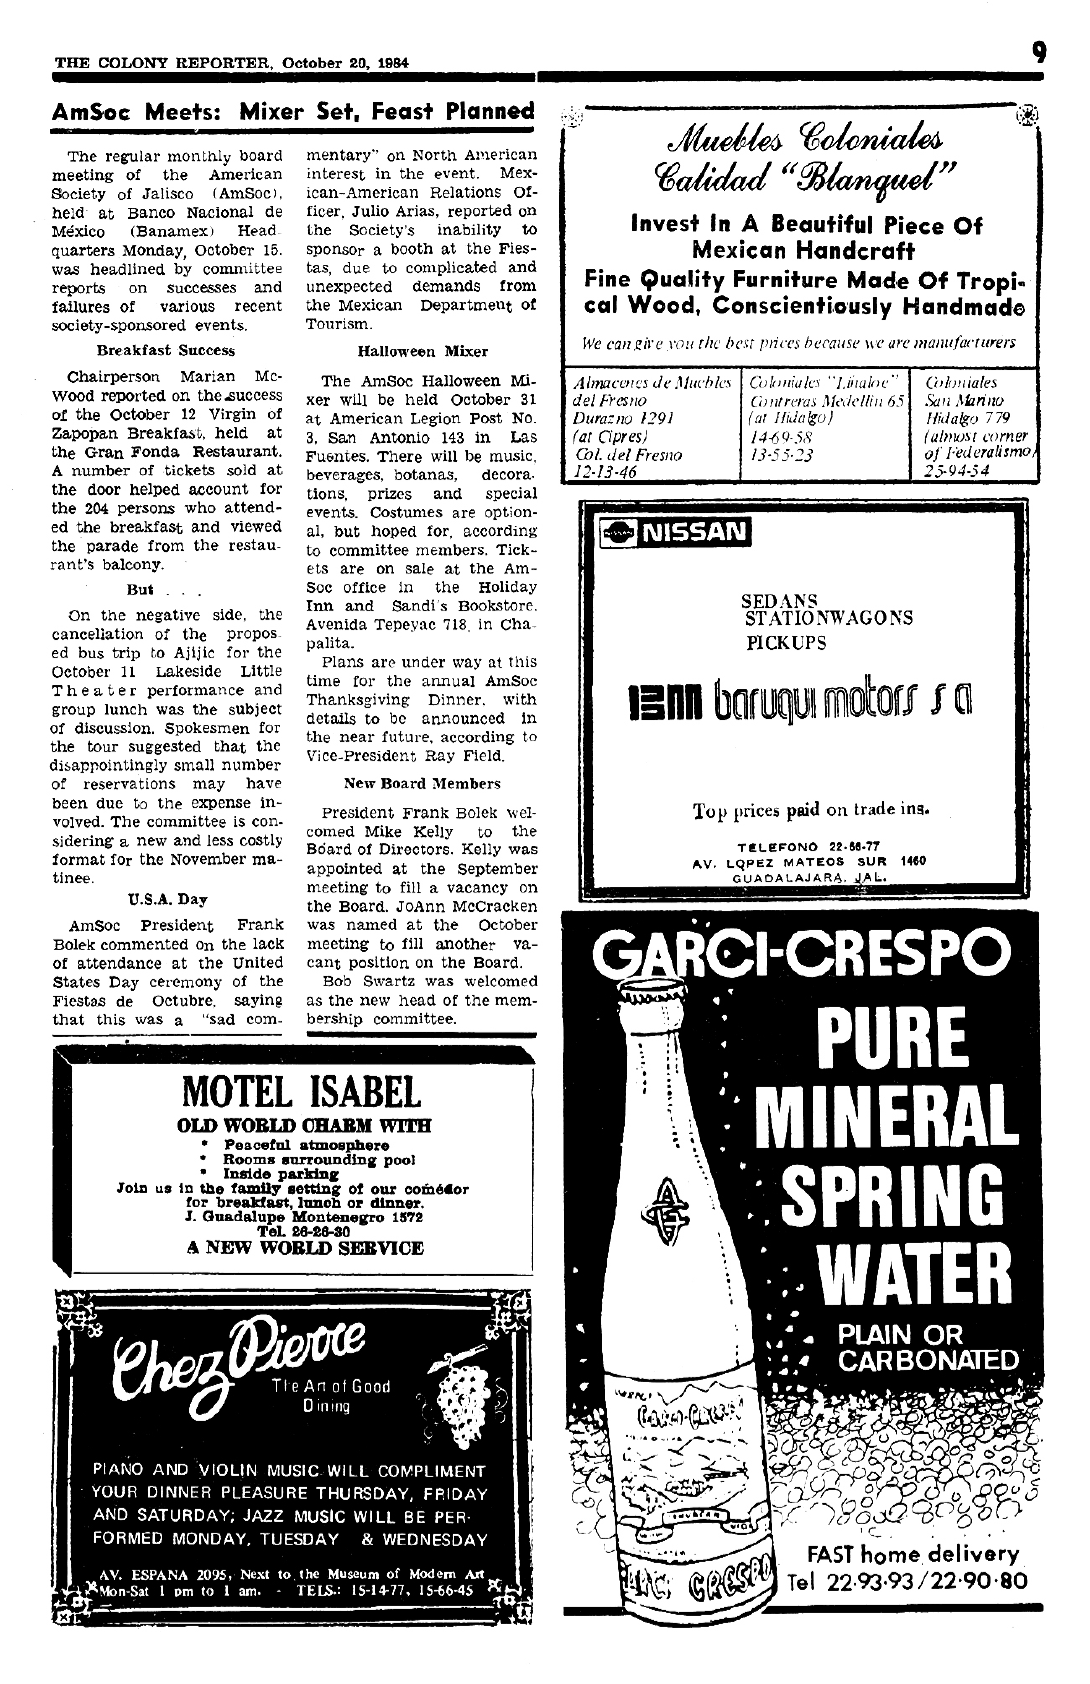 THE COLONY REPORTER, October 20, 1984
9
AmSoc Meets: Mixer Set, Feast Planned
The regular monthly board
meeting of the American
Society of Jalisco (AmSoc),
held at Banco Nacional de
México (Banamex) Head-
quarters Monday, October 15,
was headlined by committee
reports on successes and
failures of various recent
society-sponsored events.
Breakfast Success
Chairperson Marian Mc-
Wood reported on the success
of the October 12 Virgin of
Zapopan Breakfast, held at
the Gran Fonda Restaurant.
A number of tickets sold at
the door helped account for
the 204 persons who attend-
ed the breakfast and viewed
the parade from the restau-
rant's balcony.
But . . .
On the negative side, the
cancellation of the propos-
ed bus trip to Ajijic for the
October 11 Lakeside Little
Theater performance and
group lunch was the subject
of discussion. Spokesmen for
the tour suggested that the
disappointingly small number
of reservations may have
been due to the expense in-
volved. The committee is con-
sidering a new and less costly
format for the November ma-
tinee.
U.S.A. Day
AmSoc President Frank
Bolek commented on the lack
of attendance at the United
States Day ceremony of the
Fiestas de Octubre, saying
that this was a "sad com-
mentary" on North American
interest in the event. Mex-
ican-American Relations Of-
ficer, Julio Arias, reported on
the Society's inability to
sponsor a booth at the Fies-
tas, due to complicated and
unexpected demands from
the Mexican Department of
Tourism.
Halloween Mixer
The AmSoc Halloween Mi-
xer will be held October 31
at American Legion Post No.
3, San Antonio 143 in Las
Fuentes. There will be music,
beverages, botanas, decora-
tions, prizes and special
events. Costumes are option-
al, but hoped for, according
to committee members. Tick-
ets are on sale at the Am-
Soc office in the Holiday
Inn and Sandi's Bookstore,
Avenida Tepeyac 718, in Cha-
palita.
Plans are under way at this
time for the annual AmSoc
Thanksgiving Dinner, with
details to be announced in
the near future, according to
Vice-President Ray Field.
New Board Members
President Frank Bolek wel-
comed Mike Kelly to the
Board of Directors. Kelly was
appointed at the September
meeting to fill a vacancy on
the Board. JoAnn McCracken
was named at the October
meeting to fill another va-
cant position on the Board.
Bob Swartz was welcomed
as the new head of the mem-
bership committee.
Muebles Coloniales
Calidad "Blanquel"
Invest In A Beautiful Piece Of
Mexican Handcraft
Fine Quality Furniture Made Of Tropi-
cal Wood, Conscientiously Handmade
We can give you the best prices because we are manufacturers
Almacenes de Muebles
del Fresno
Durazno 1291
(at Cipres)
Col. del Fresno
12-13-46
Coloniales "Linaloe"
Contreras Medellin 65
(at Hidalgo)
14-69-58
13-55-23
Coloniales
San Marino
Hidalgo 779
(almost corner
of Federalismo)
25-94-54
NISSAN
SEDANS
STATIONWAGONS
PICKUPS
baruqui motors s a
Top prices paid on trade ins.
TELEFONO 22-66-77
AV. LOPEZ MATEOS SUR 1460
GUADALAJARA, JAL.
MOTEL ISABEL
OLD WORLD CHARM WITH
* Peaceful atmosphere
* Rooms surrounding pool
* Inside parking
Join us in the family setting of our comédor
for breakfast, lunch or dinner.
J. Guadalupe Montenegro 1572
Tel. 26-26-30
A NEW WORLD SERVICE
Chez Pierre
The Art of Good
Dining
PIANO AND VIOLIN MUSIC WILL COMPLIMENT
YOUR DINNER PLEASURE THURSDAY, FRIDAY
AND SATURDAY; JAZZ MUSIC WILL BE PER-
FORMED MONDAY, TUESDAY & WEDNESDAY
AV. ESPANA 2095, Next to the Museum of Modern Art
Mon-Sat 1 pm to 1 am. - TELS.: 15-14-77, 15-66-45
GARCI-CRESPO
PURE
MINERAL
SPRING
WATER
PLAIN OR
CARBONATED
GARCI-CRESPO
CRESPO
FAST home delivery
Tel 22-93-93/22-90-80